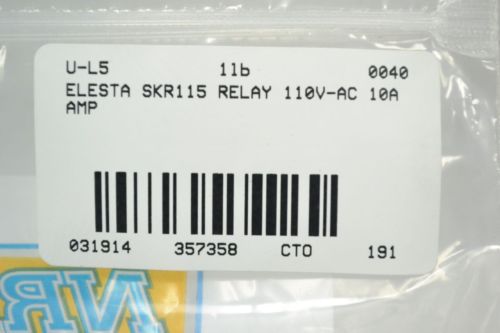 U-L5 1lb 0040
ELESTA SKR115 RELAY 110V-AC 10A
AMP
031914 357358 CTO 191